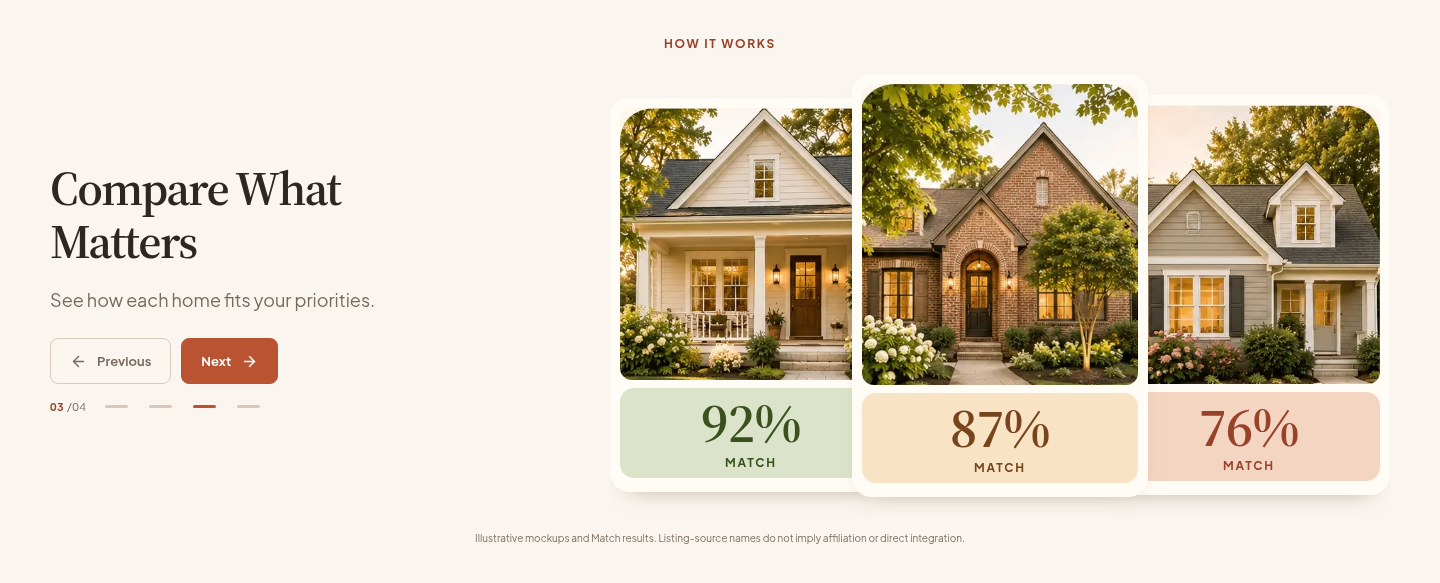 HOW IT WORKS
Compare What
Matters
See how each home fits your priorities.
Previous
Next
03 /04
92%
MATCH
87%
MATCH
76%
MATCH
Illustrative mockups and Match results. Listing-source names do not imply affiliation or direct integration.